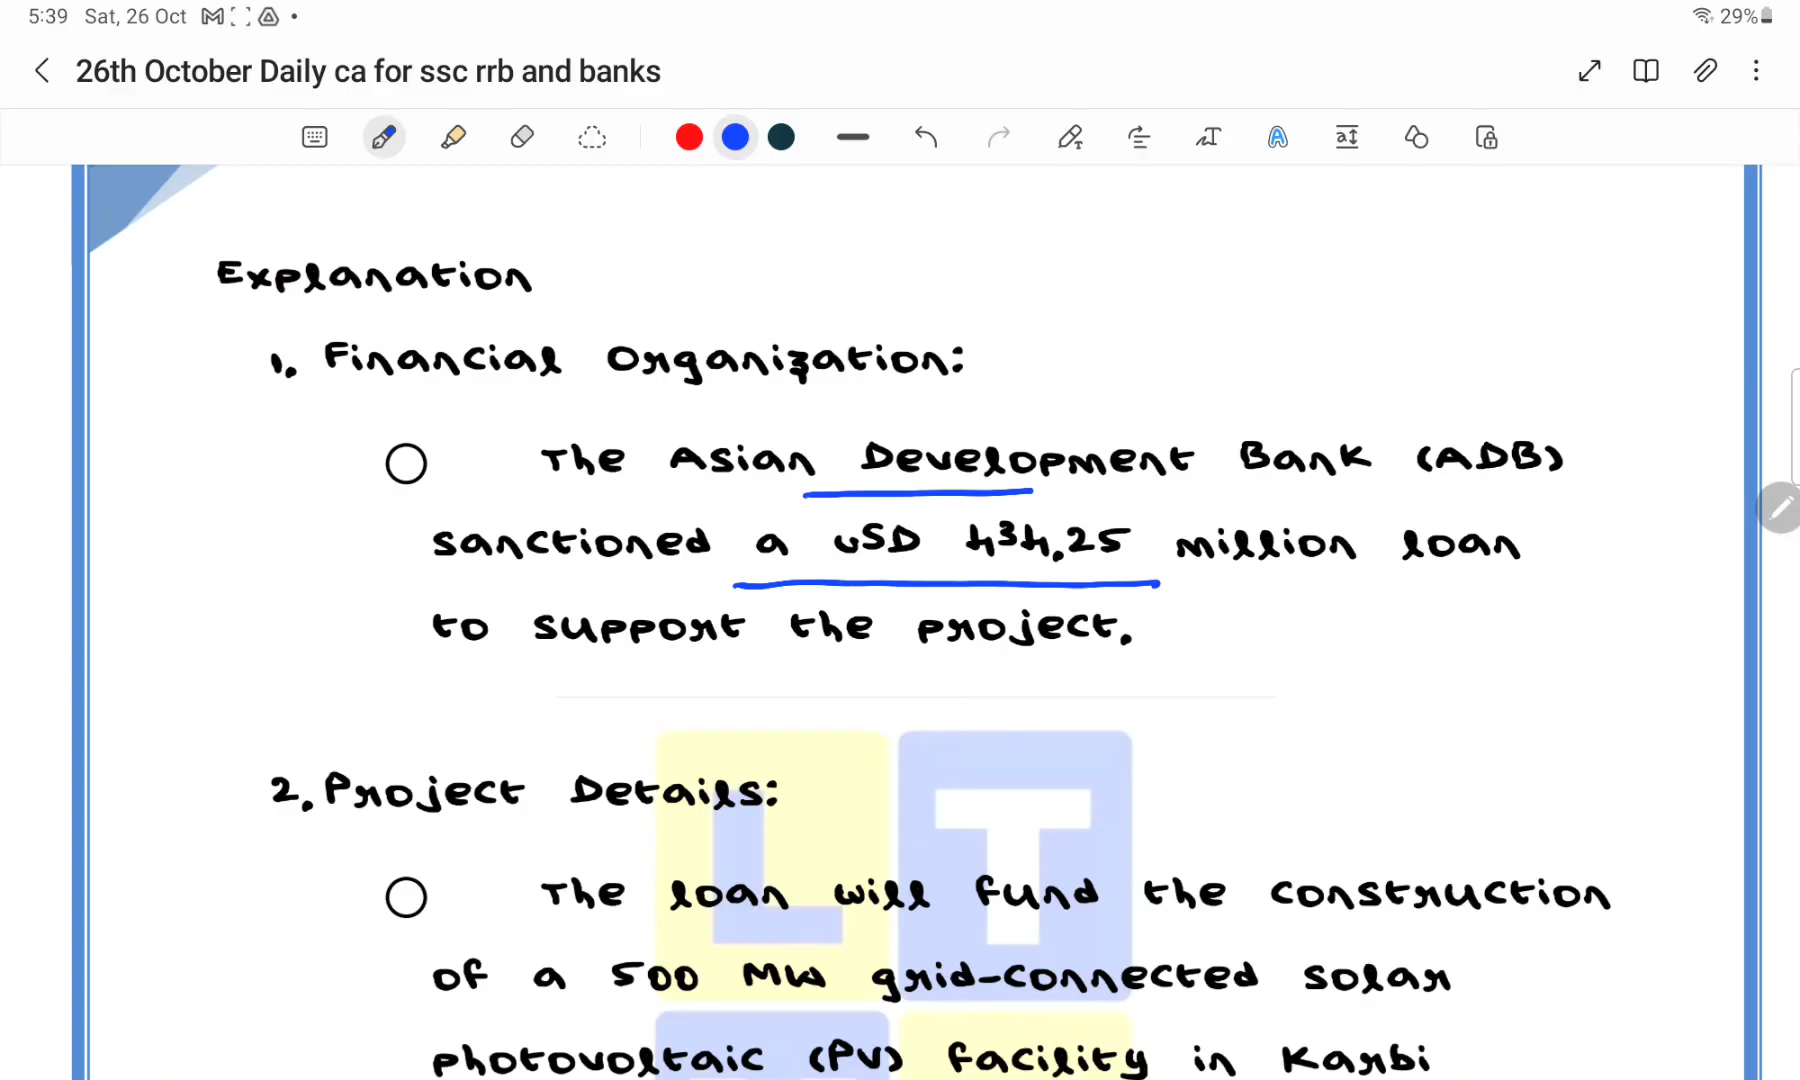 5:39 Sat, 26 Oct 29%
26th October Daily ca for ssc rrb and banks
Explanation
1. Financial Organization:
The Asian Development Bank (ADB)
sanctioned a USD 434.25 million loan
to support the project.
2. Project Details:
The loan will fund the construction
of a 500 MW grid-connected solar
photovoltaic (PV) facility in Karbi
LT